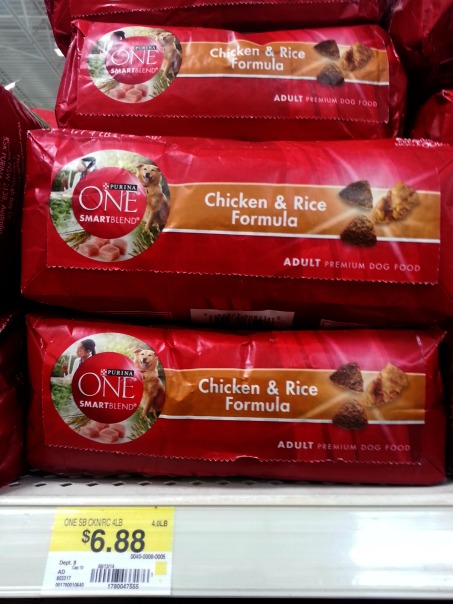 PURINA
ONE
SMARTBLEND
Chicken & Rice
Formula
ADULT PREMIUM DOG FOOD
PURINA
ONE
SMARTBLEND®
Chicken & Rice
Formula
ADULT PREMIUM DOG FOOD
PURINA
ONE
SMARTBLEND®
Chicken & Rice
Formula
ADULT PREMIUM DOG FOOD
ONE SB CKN/RC 4LB 4.0LB
$6.88
Dept. 8
AD
1780047555